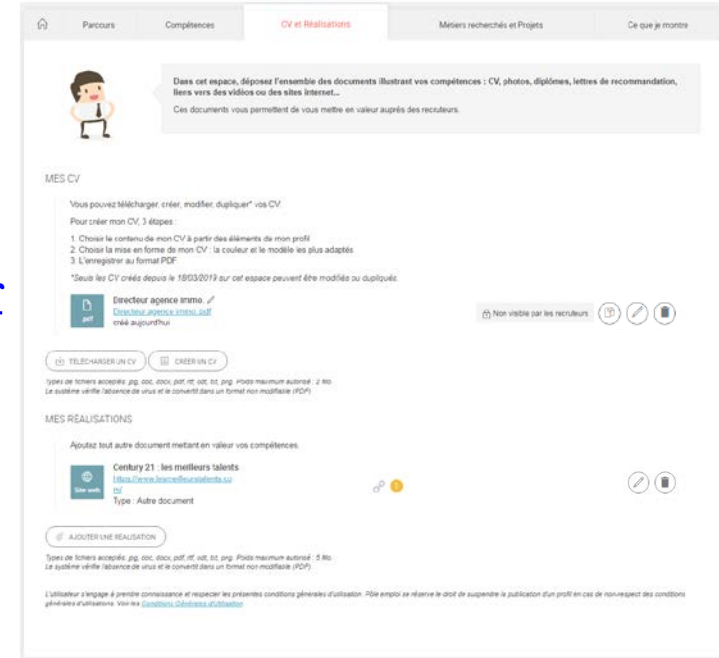 Parcours Compétences CV et Réalisations Métiers recherchés et Projets Ce que je montre
Dans cet espace, déposez l'ensemble des documents illustrant vos compétences : CV, photos, diplômes, lettres de recommandation,
liens vers des vidéos ou des sites internet...
Ces documents vous permettent de vous mettre en valeur auprès des recruteurs.
MES CV
Vous pouvez télécharger, créer, modifier, dupliquer* vos CV
Pour créer mon CV, 3 étapes :
1. Choisir le contenu de mon CV à partir des éléments de mon profil
2. Choisir la mise en forme de mon CV : la couleur et le modèle les plus adaptés
3. L'enregistrer au format PDF
*Seuls les CV créés depuis le 18/03/2019 sur cet espace peuvent être modifiés ou dupliqués.
pdf
Directeur agence immo.
Directeur agence immo..pdf
créé aujourd'hui
Non visible par les recruteurs
TÉLÉCHARGER UN CV CRÉER UN CV
Types de fichiers acceptés: jpg, doc, docx, pdf, rtf, odt, txt, png. Poids maximum autorisé : 2 Mo
Le système vérifie l'absence de virus et le convertit dans un format non modifiable (PDF)
MES RÉALISATIONS
Ajoutez tout autre document mettant en valeur vos compétences.
Site web
Century 21 : les meilleurs talents
https://www.lesmeilleurstalents.co
m/
Type : Autre document
AJOUTER UNE RÉALISATION
Types de fichiers acceptés: jpg, doc, docx, pdf, rtf, odt, txt, png. Poids maximum autorisé : 5 Mo
Le système vérifie l'absence de virus et le convertit dans un format non modifiable (PDF)
L'utilisateur s'engage à prendre connaissance et respecter les présentes conditions générales d'utilisation. Pôle emploi se réserve le droit de suspendre la publication d'un profil en cas de non-respect des conditions
générales d'utilisations. Voir les Conditions Générales d'Utilisation